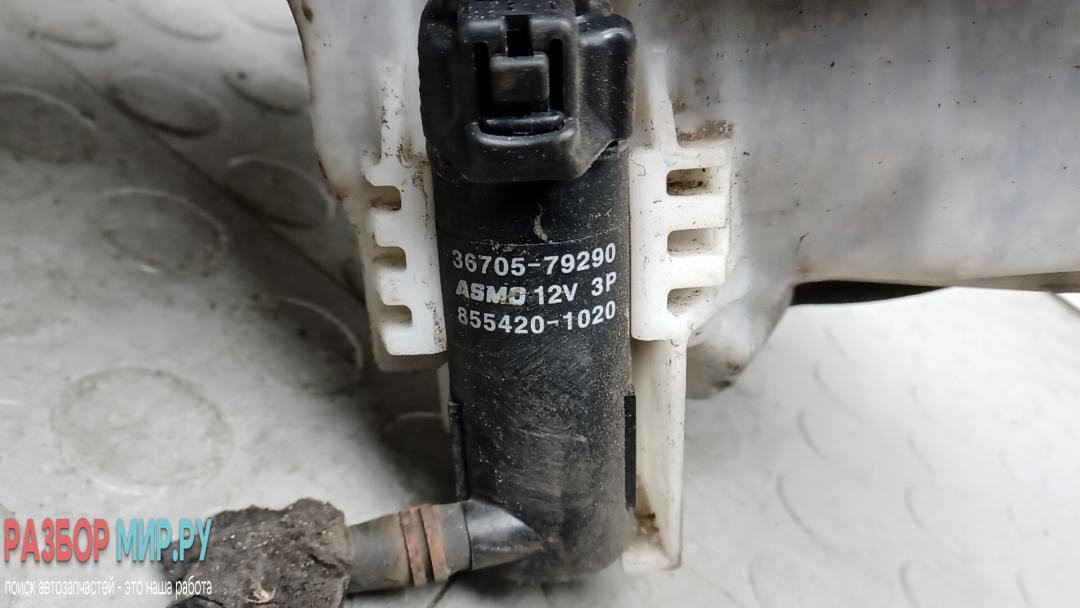 36705-79290
ASMO 12V 3P
855420-1020
РАЗБОР МИР.РУ
поиск автозапчастей - это наша работа